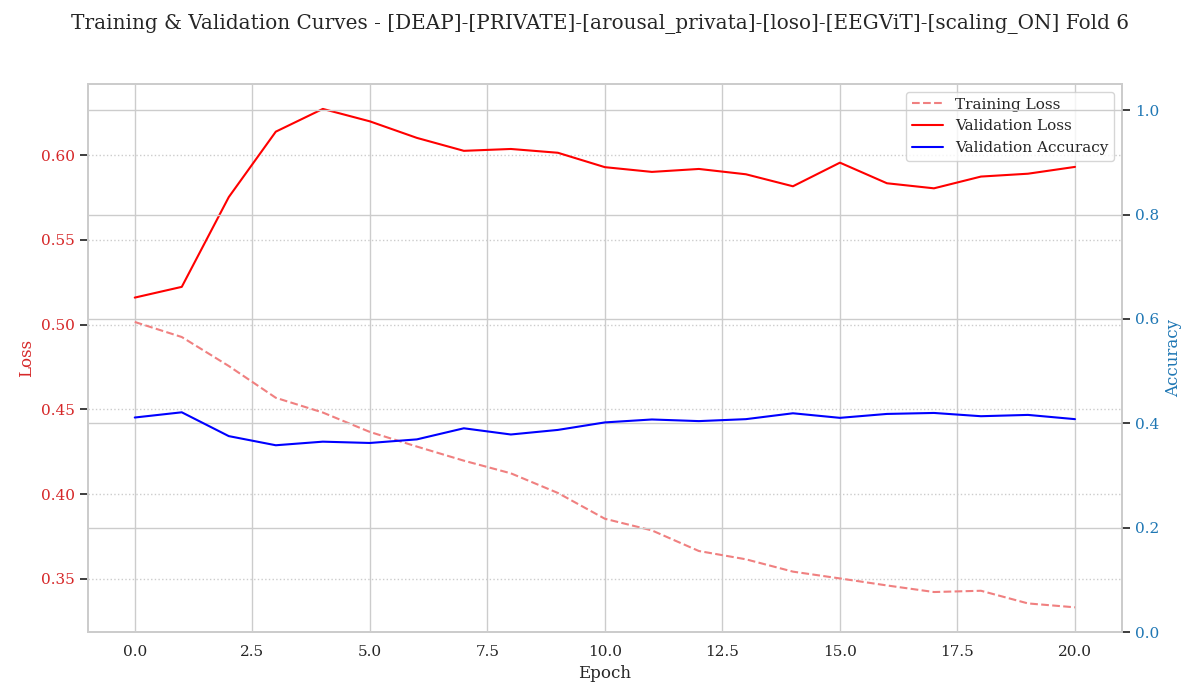 Training & Validation Curves - [DEAP]-[PRIVATE]-[arousal_privata]-[loso]-[EEGViT]-[scaling_ON] Fold 6
Training Loss
Validation Loss
Validation Accuracy
Loss
0.60
0.55
0.50
0.45
0.40
0.35
1.0
0.8
0.6
0.4
0.2
0.0
Accuracy
0.0 2.5 5.0 7.5 10.0 12.5 15.0 17.5 20.0
Epoch